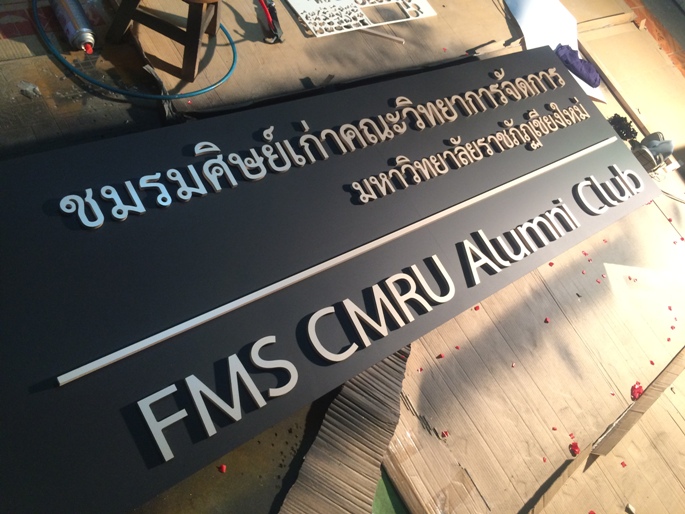 ชมรมศิษย์เก่าคณะวิทยาการจัดการ
มหาวิทยาลัยราชภัฏเชียงใหม่
FMS CMRU Alumni Club